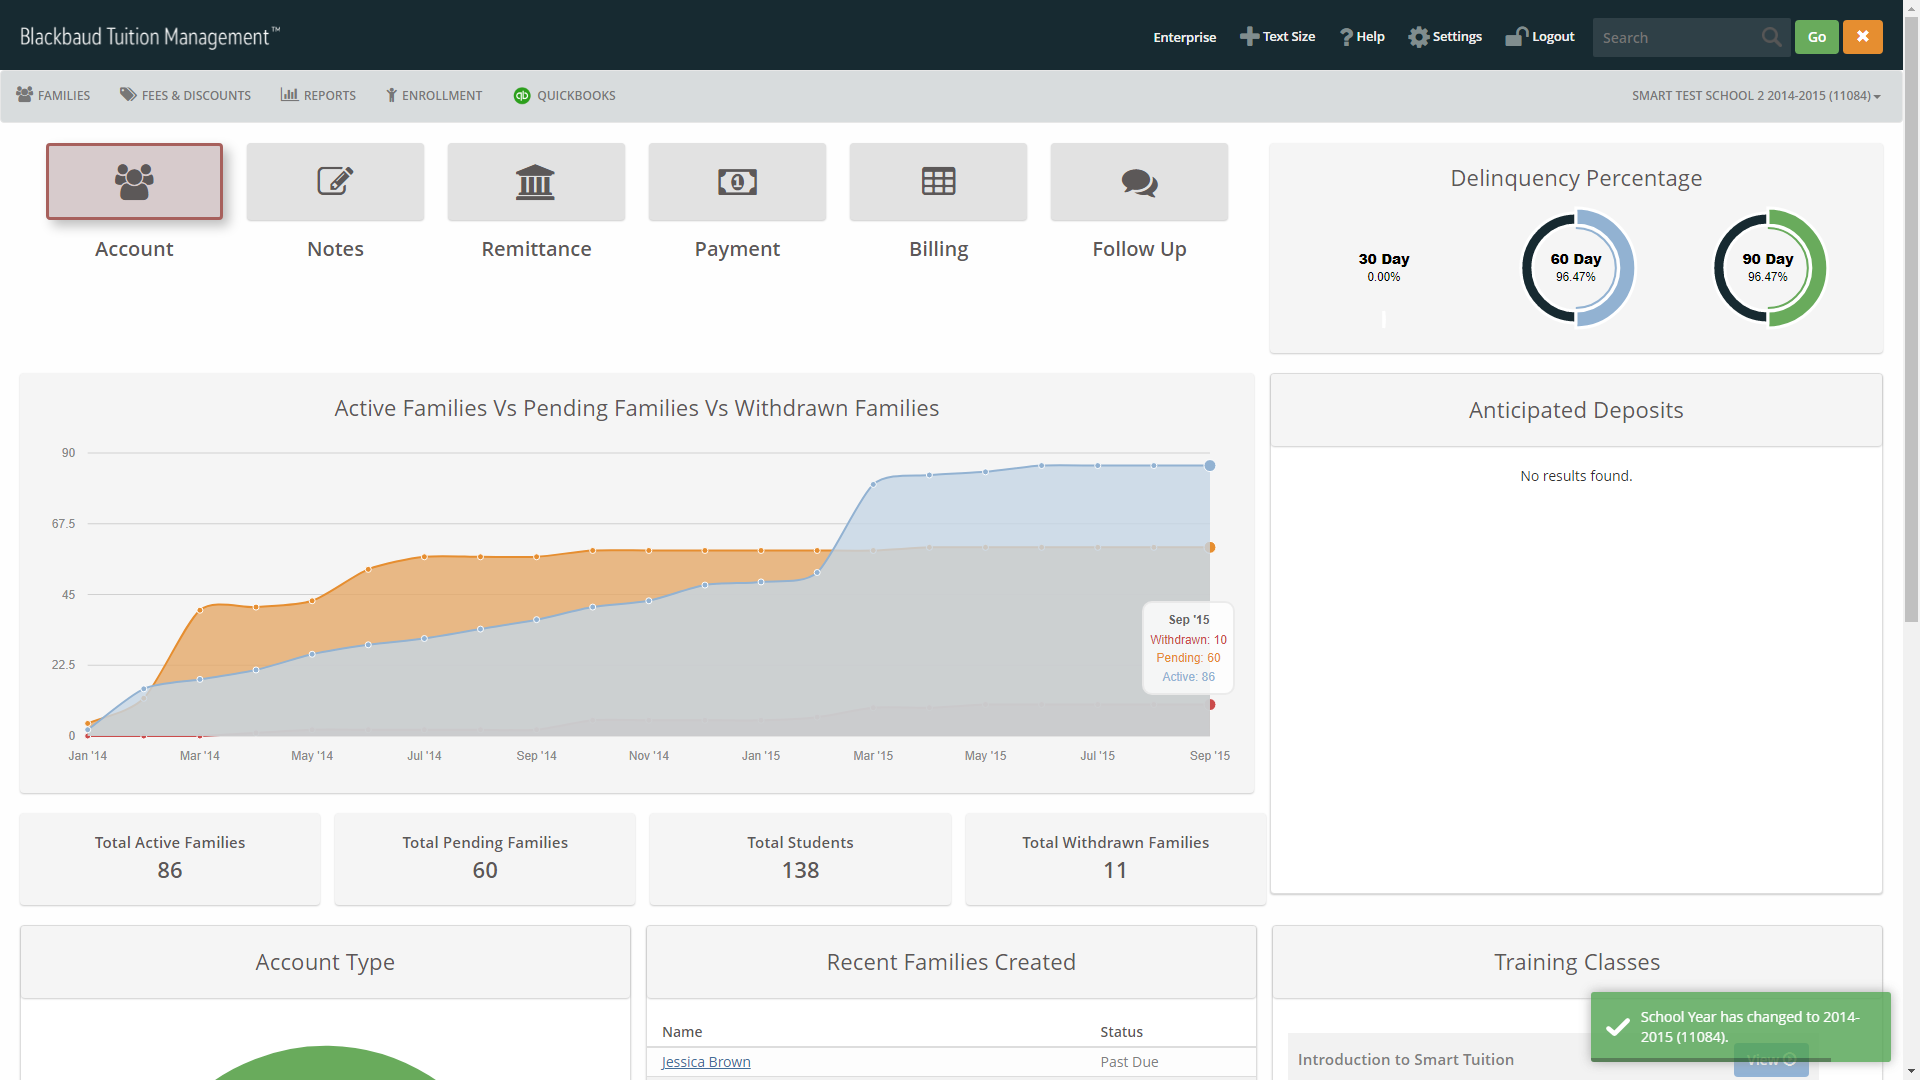 Blackbaud Tuition Management™
Enterprise
Text Size
Help
Settings
Logout
Search
Go
FAMILIES
FEES & DISCOUNTS
REPORTS
ENROLLMENT
qb QUICKBOOKS
SMART TEST SCHOOL 2 2014-2015 (11084)
Account
Notes
Remittance
Payment
Billing
Follow Up
Delinquency Percentage
30 Day
0.00%
60 Day
96.47%
90 Day
96.47%
Active Families Vs Pending Families Vs Withdrawn Families
90
67.5
45
22.5
0
Jan '14
Mar '14
May '14
Jul '14
Sep '14
Nov '14
Jan '15
Mar '15
May '15
Jul '15
Sep '15
Sep '15
Withdrawn: 10
Pending: 60
Active: 86
Anticipated Deposits
No results found.
Total Active Families
86
Total Pending Families
60
Total Students
138
Total Withdrawn Families
11
Account Type
Recent Families Created
Name Status
Jessica Brown Past Due
Training Classes
Introduction to Smart Tuition
View
School Year has changed to 2014-
2015 (11084).